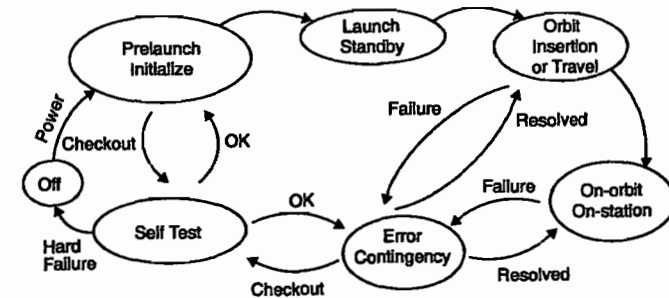 Launch
Standby
Orbit
Insertion
or Travel
Prelaunch
Initialize
Power
Checkout
OK
Failure
Resolved
Off
Self Test
OK
Failure
On-orbit
On-station
Hard
Failure
Error
Contingency
Checkout
Resolved